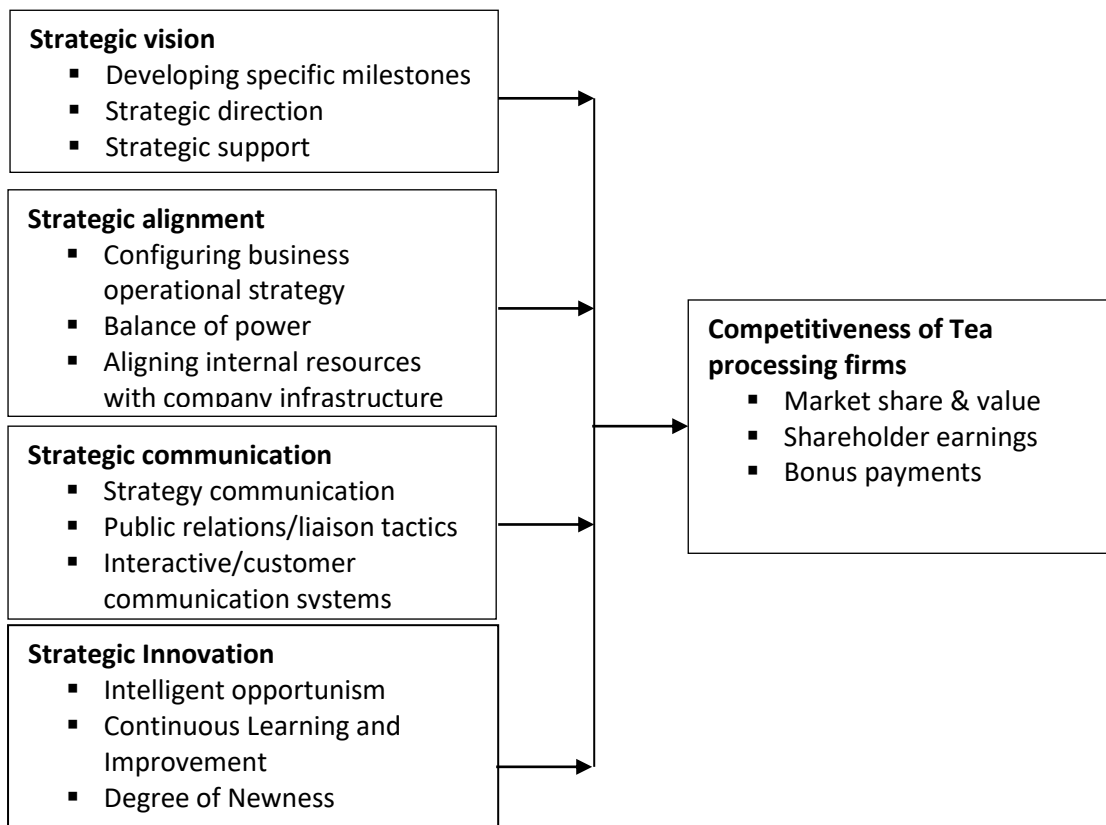 Strategic vision
▪ Developing specific milestones
▪ Strategic direction
▪ Strategic support
Strategic alignment
▪ Configuring business
operational strategy
▪ Balance of power
▪ Aligning internal resources
with company infrastructure
Strategic communication
▪ Strategy communication
▪ Public relations/liaison tactics
▪ Interactive/customer
communication systems
Strategic Innovation
▪ Intelligent opportunism
▪ Continuous Learning and
Improvement
▪ Degree of Newness
Competitiveness of Tea
processing firms
▪ Market share & value
▪ Shareholder earnings
▪ Bonus payments